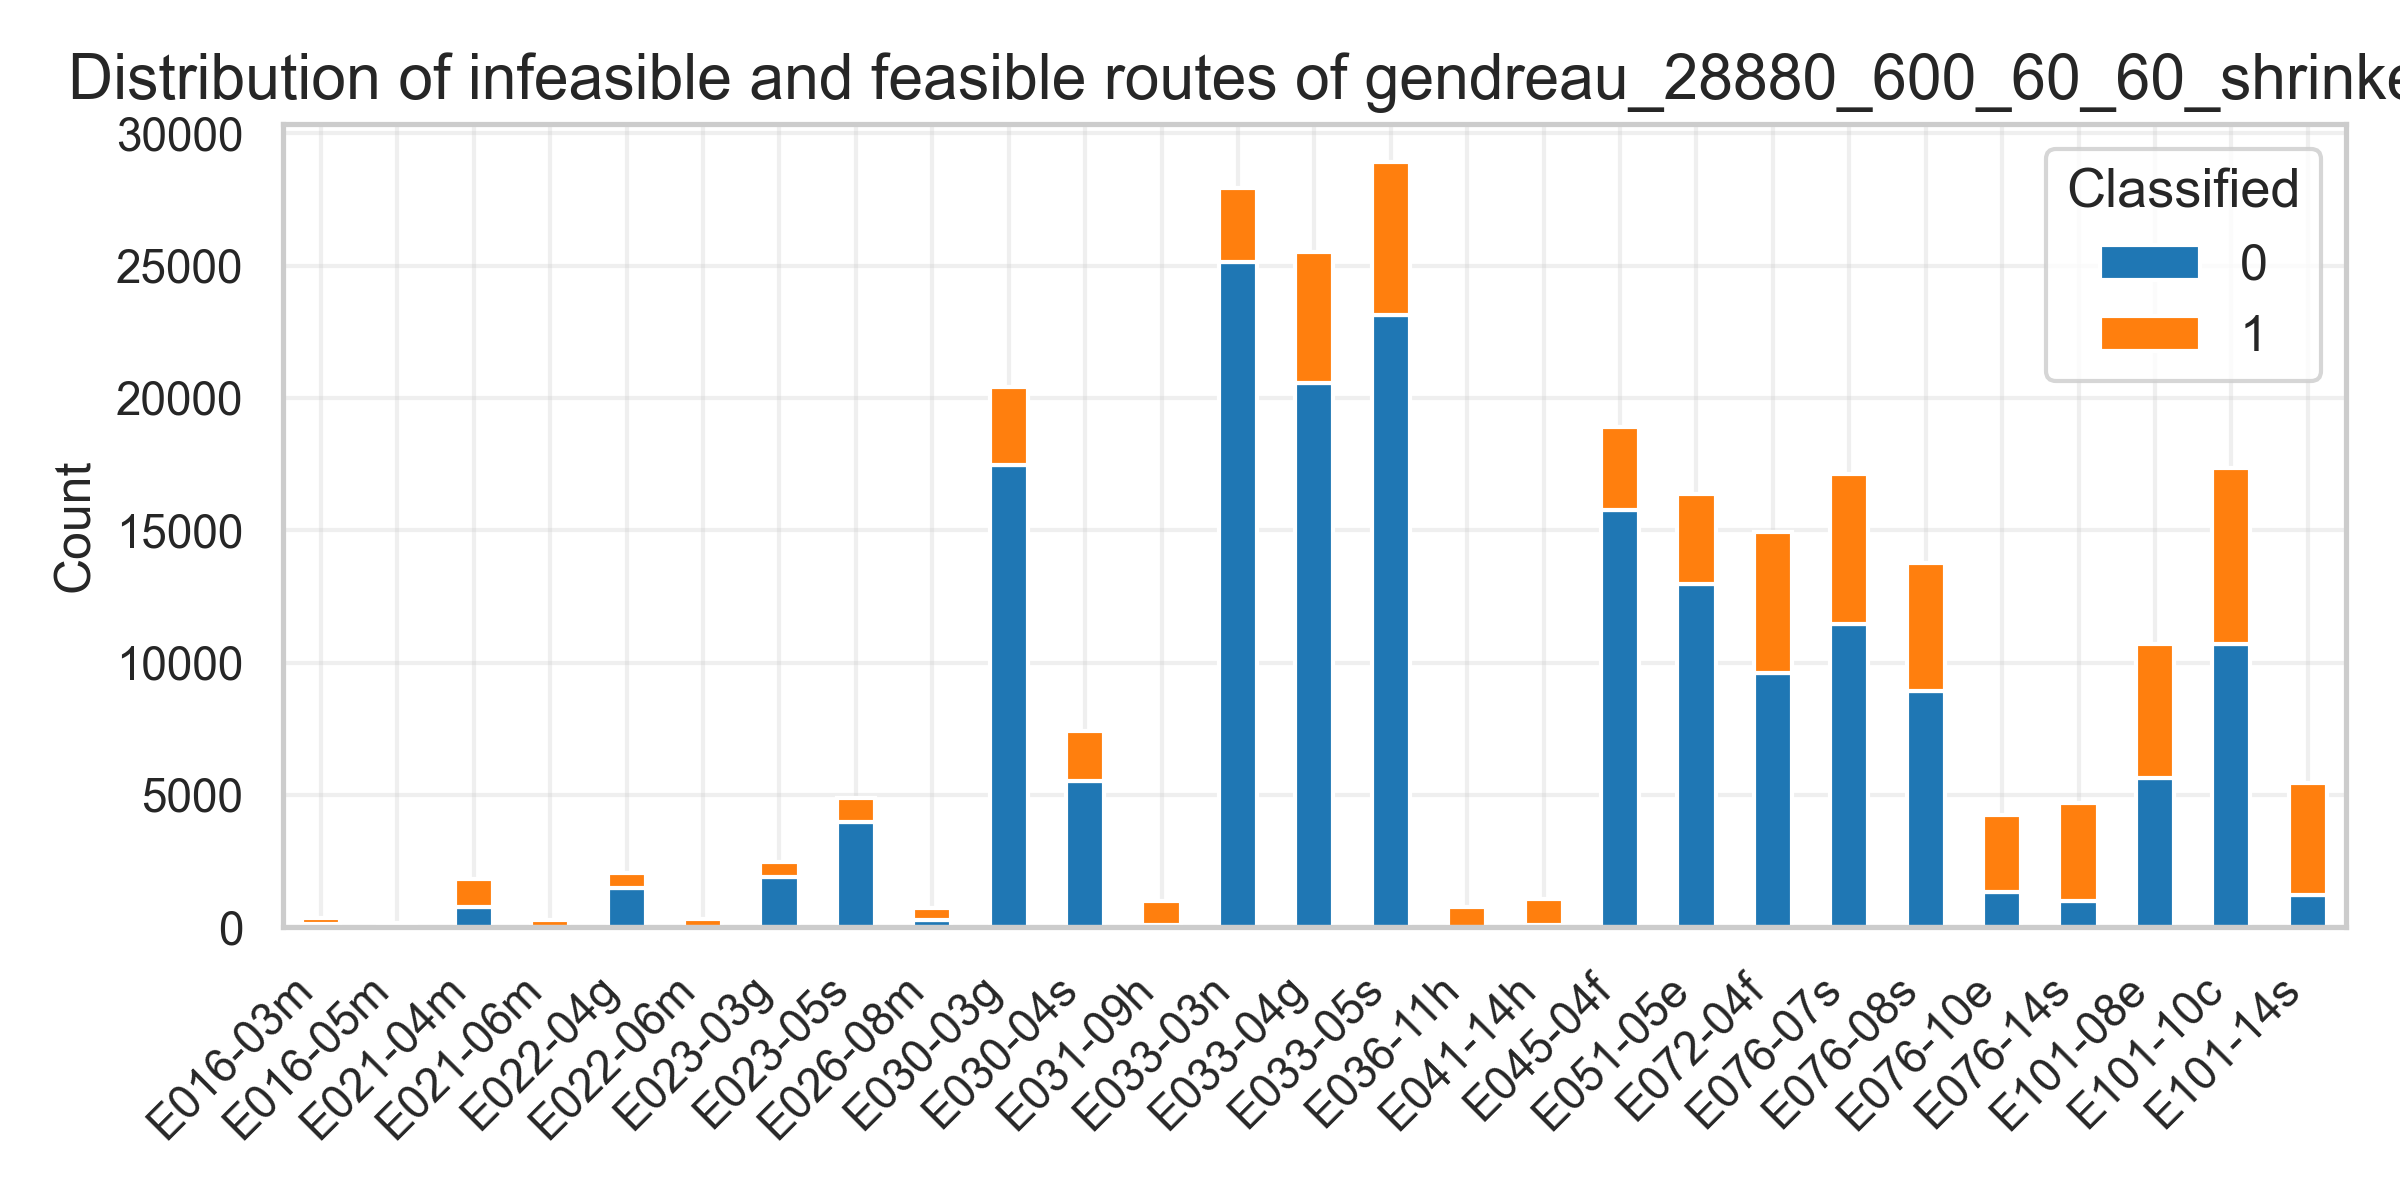 Distribution of infeasible and feasible routes of gendreau_28880_600_60_60_shrinke
30000
25000
20000
15000
10000
5000
0
Count
Classified
0
1
E016-03m
E016-05m
E021-04m
E021-06m
E022-04g
E022-06m
E023-03g
E023-05s
E026-08m
E030-03g
E030-04s
E031-09h
E033-03n
E033-04g
E033-05s
E036-11h
E041-14h
E045-04f
E051-05e
E072-04f
E076-07s
E076-08s
E076-10e
E076-14s
E101-08e
E101-10c
E101-14s